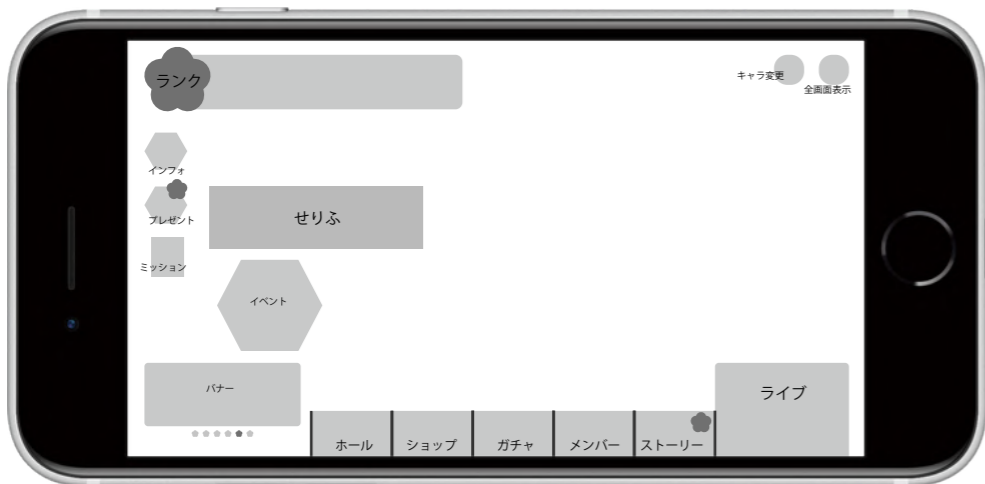 ランク
キャラ変更
全画面表示
インフォ
プレゼント
せりふ
ミッション
イベント
バナー
ライブ
ホール
ショップ
ガチャ
メンバー
ストーリー